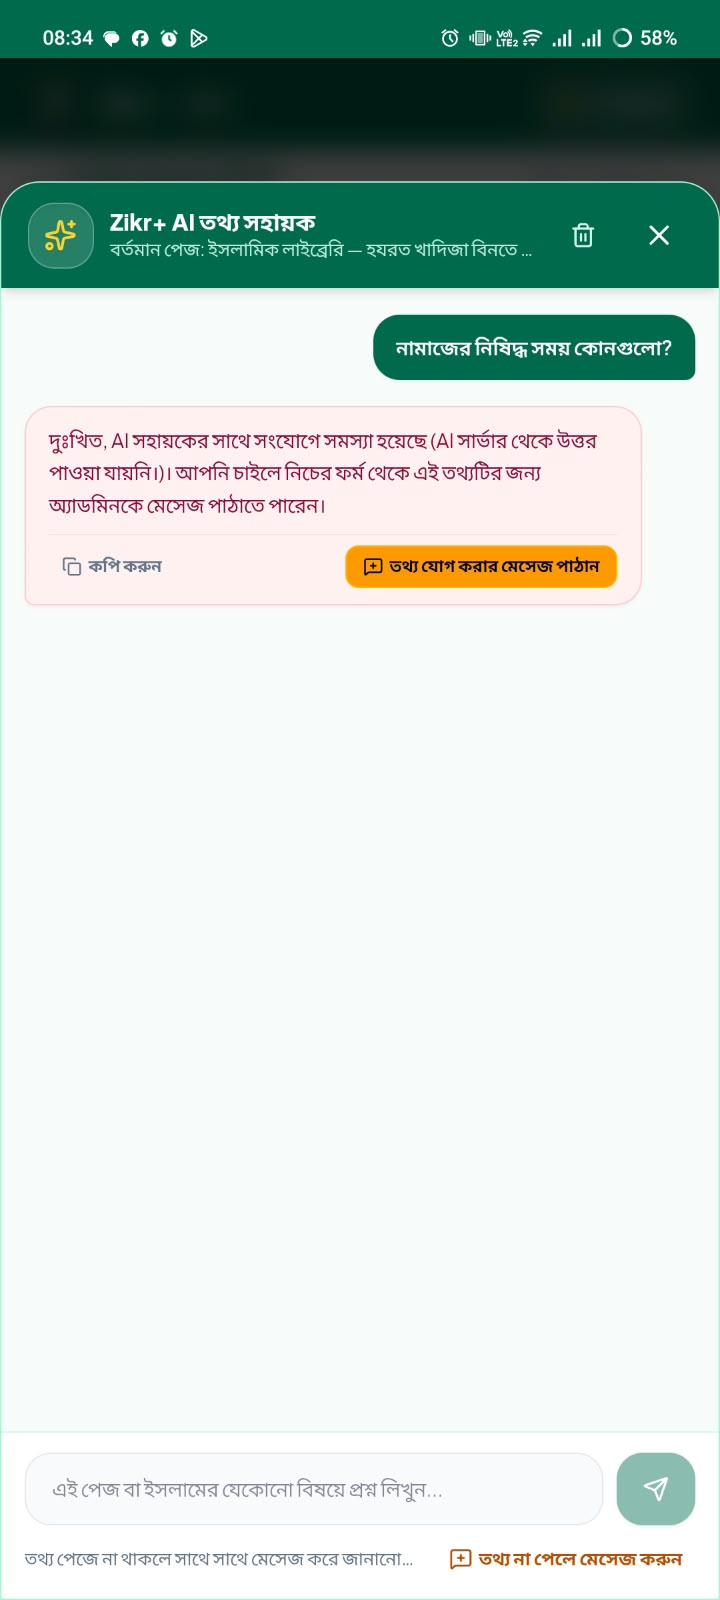 08:34
Vol) LTE2
58%
Zikr+ AI তথ্য সহায়ক
বর্তমান পেজ: ইসলামিক লাইব্রেরি — হযরত খাদিজা বিনতে ...
নামাজের নিষিদ্ধ সময় কোনগুলো?
দুঃখিত, AI সহায়কের সাথে সংযোগে সমস্যা হয়েছে (AI সার্ভার থেকে উত্তর
পাওয়া যায়নি।)। আপনি চাইলে নিচের ফর্ম থেকে এই তথ্যটির জন্য
অ্যাডমিনকে মেসেজ পাঠাতে পারেন।
কপি করুন
তথ্য যোগ করার মেসেজ পাঠান
এই পেজ বা ইসলামের যেকোনো বিষয়ে প্রশ্ন লিখুন...
তথ্য পেজে না থাকলে সাথে সাথে মেসেজ করে জানানো...
তথ্য না পেলে মেসেজ করুন